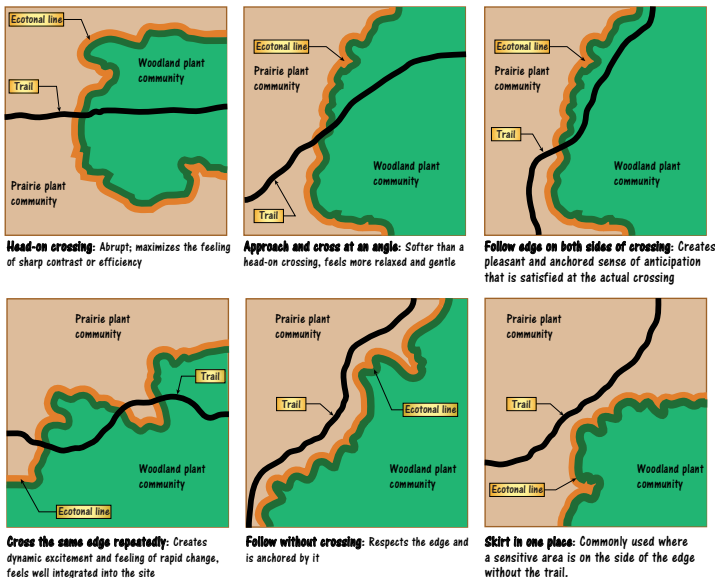 Ecotonal line
Woodland plant
community
Trail
Prairie plant
community
Head-on crossing: Abrupt; maximizes the feeling
of sharp contrast or efficiency
Ecotonal line
Prairie plant
community
Woodland plant
community
Trail
Approach and cross at an angle: Softer than a
head-on crossing, feels more relaxed and gentle
Ecotonal line
Prairie plant
community
Trail
Woodland plant
community
Follow edge on both sides of crossing: Creates
pleasant and anchored sense of anticipation
that is satisfied at the actual crossing
Prairie plant
community
Trail
Woodland plant
community
Ecotonal line
Cross the same edge repeatedly: Creates
dynamic excitement and feeling of rapid change,
feels well integrated into the site
Prairie plant
community
Trail
Ecotonal line
Woodland plant
community
Follow without crossing: Respects the edge and
is anchored by it
Prairie plant
community
Trail
Woodland plant
community
Ecotonal line
Skirt in one place: Commonly used where
a sensitive area is on the side of the edge
without the trail.